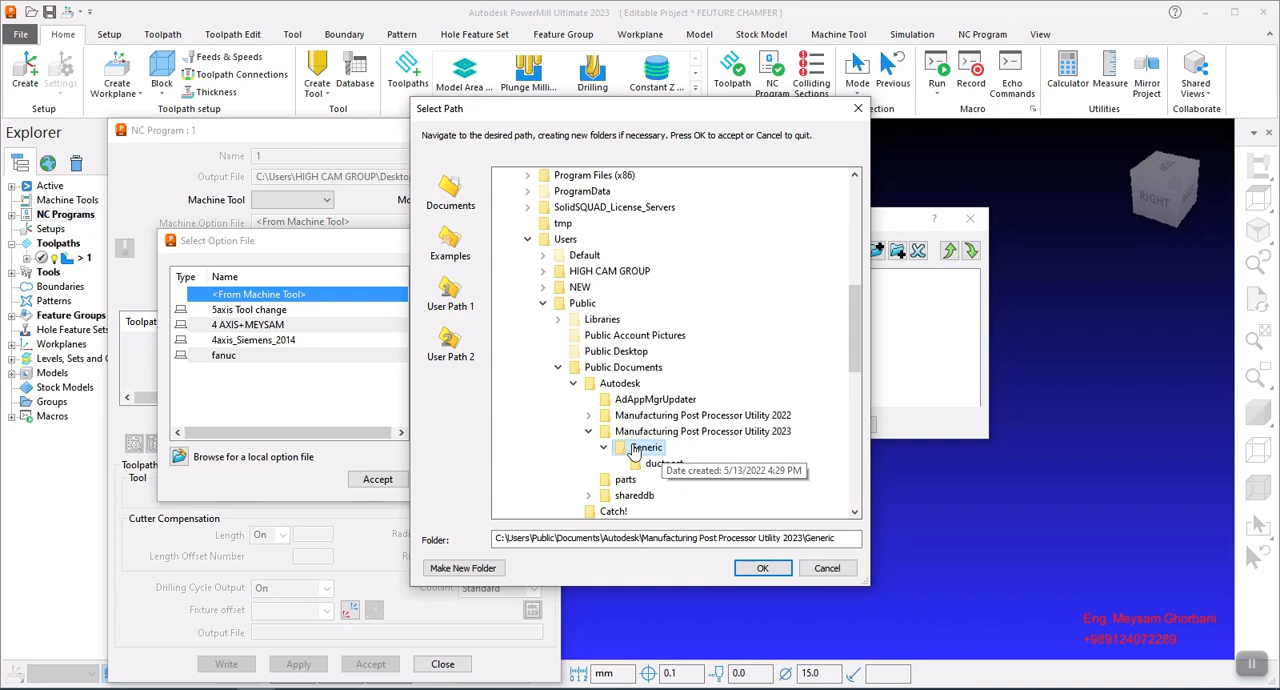 Autodesk PowerMill Ultimate 2023 [ Editable Project * FEUTURE CHAMFER ]
File Home Setup Toolpath Toolpath Edit Tool Boundary Pattern Hole Feature Set Feature Group Workplane Model Stock Model Machine Tool Simulation NC Program View
Feeds & Speeds
Toolpath Connections
Thickness
Create Settings Create Workplane Block Create Tool Database Toolpaths Model Area ... Plunge Milli... Drilling Constant Z ... Toolpath NC Program Colliding Sections Mode Previous Run Record Echo Commands Calculator Measure Mirror Project Shared Views
Setup Toolpath setup Tool Macro Utilities Collaborate
Explorer
Active
Machine Tools
NC Programs
Setups
Toolpaths
> 1
Tools
Boundaries
Patterns
Feature Groups
Hole Feature Sets
Workplanes
Levels, Sets and
Models
Stock Models
Groups
Macros
NC Program : 1
Name 1
Output File C:\Users\HIGH CAM GROUP\Deskto
Machine Tool
Machine Option File <From Machine Tool>
Toolpath
Select Option File
Type Name
<From Machine Tool>
5axis Tool change
4 AXIS+MEYSAM
4axis_Siemens_2014
fanuc
Browse for a local option file
Accept
Toolpath
Tool
Cutter Compensation
Length On
Length Offset Number
Drilling Cycle Output On
Standard
Fixture offset
Output File
Write Apply Accept Close
Select Path
Navigate to the desired path, creating new folders if necessary. Press OK to accept or Cancel to quit.
Documents
Examples
User Path 1
User Path 2
Program Files (x86)
ProgramData
SolidSQUAD_License_Servers
tmp
Users
Default
HIGH CAM GROUP
NEW
Public
Libraries
Public Account Pictures
Public Desktop
Public Documents
Autodesk
AdAppMgrUpdater
Manufacturing Post Processor Utility 2022
Manufacturing Post Processor Utility 2023
Generic
Date created: 5/13/2022 4:29 PM
parts
shareddb
Catch!
Folder: C:\Users\Public\Documents\Autodesk\Manufacturing Post Processor Utility 2023\Generic
Make New Folder OK Cancel
RIGHT
Eng. Meysam Ghorbani
+989124072289
mm 0.1 0.0 15.0